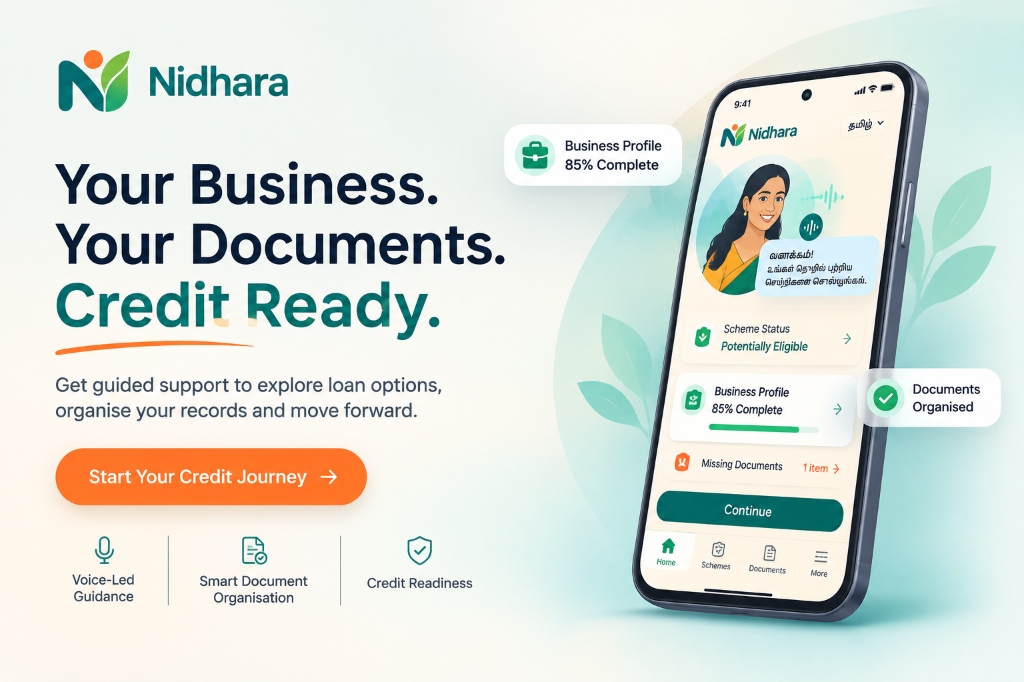 Nidhara
Your Business.
Your Documents.
Credit Ready.
Get guided support to explore loan options,
organise your records and move forward.
Start Your Credit Journey →
Voice-Led
Guidance
Smart Document
Organisation
Credit Readiness
Business Profile
85% Complete
9:41
Nidhara
தமிழ்
வணக்கம்!
உங்கள்
Scheme Status
Potentially Eligible
Business Profile
85% Complete
Missing Documents
1 item
Continue
Home
Schemes
Documents
More
Documents
Organised